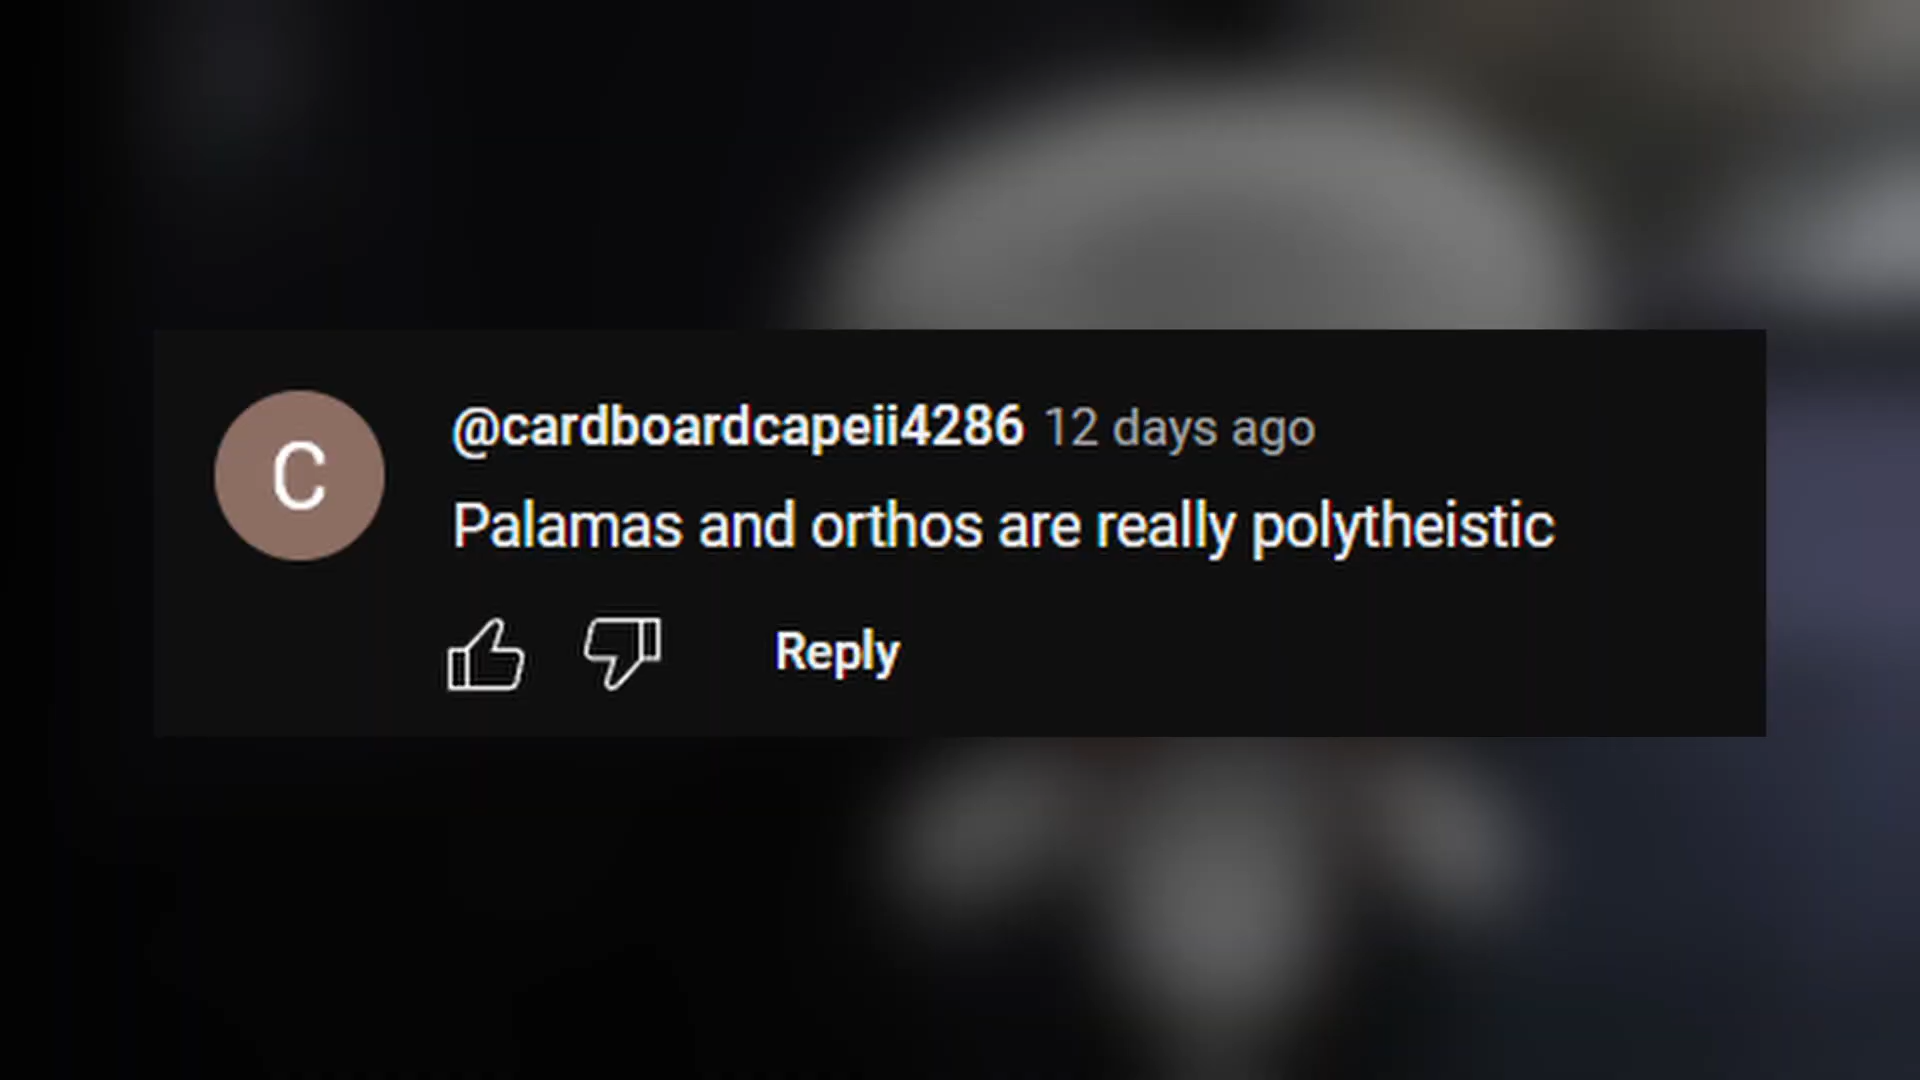 C
@cardboardcapeii4286 12 days ago
Palamas and orthos are really polytheistic
Reply